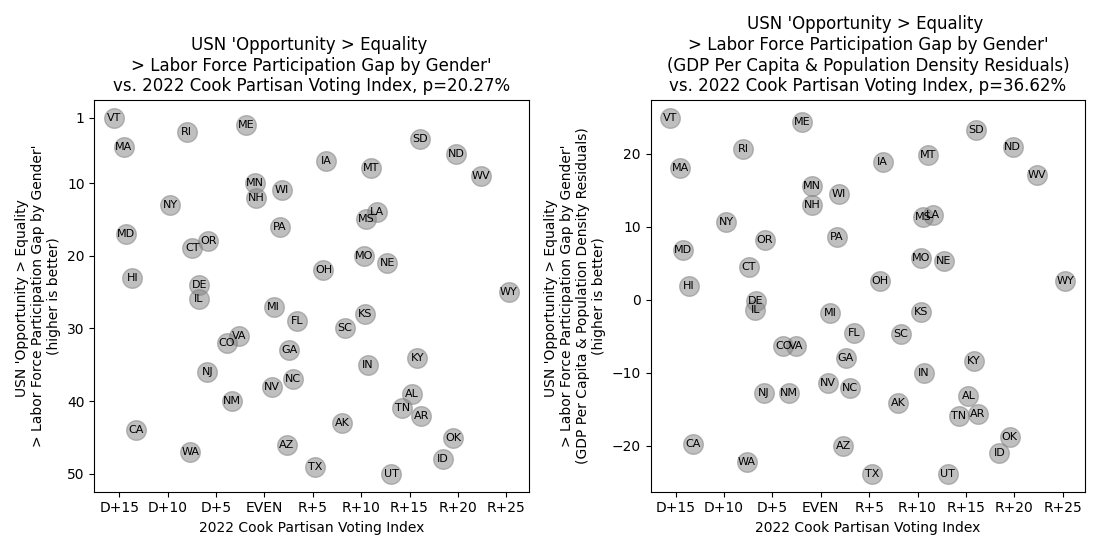 USN 'Opportunity > Equality
> Labor Force Participation Gap by Gender'
vs. 2022 Cook Partisan Voting Index, p=20.27%
USN 'Opportunity > Equality
> Labor Force Participation Gap by Gender'
(higher is better)
1
10
20
30
40
50
VT
MA
RI
ME
SD
ND
IA
MT
WV
MN
WI
NH
NY
LA
MS
PA
MD
OR
CT
MO
NE
OH
HI
DE
WY
IL
MI
KS
FL
SC
VA
CO
GA
KY
IN
NJ
NC
NV
AL
NM
TN
AR
AK
CA
OK
AZ
WA
ID
TX
UT
D+15
D+10
D+5
EVEN
R+5
R+10
R+15
R+20
R+25
2022 Cook Partisan Voting Index
USN 'Opportunity > Equality
> Labor Force Participation Gap by Gender'
(GDP Per Capita & Population Density Residuals)
vs. 2022 Cook Partisan Voting Index, p=36.62%
USN 'Opportunity > Equality
> Labor Force Participation Gap by Gender'
(GDP Per Capita & Population Density Residuals)
(higher is better)
20
10
0
−10
−20
VT
ME
SD
RI
ND
MT
IA
MA
WV
MN
WI
NH
LA
MS
NY
PA
OR
MD
MO
NE
CT
OH
WY
HI
DE
IL
KS
MI
FL
SC
CO
VA
GA
KY
IN
NV
NC
NJ
NM
AL
AK
AR
TN
OK
CA
AZ
ID
WA
TX
UT
D+15
D+10
D+5
EVEN
R+5
R+10
R+15
R+20
R+25
2022 Cook Partisan Voting Index